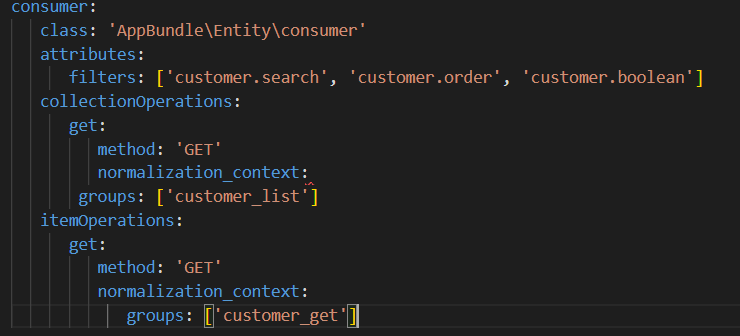 consumer:
   class: 'AppBundle\Entity\consumer'
   attributes:
      filters: ['customer.search', 'customer.order', 'customer.boolean']
   collectionOperations:
      get:
         method: 'GET'
         normalization_context:
       groups: ['customer_list']
   itemOperations:
      get:
         method: 'GET'
         normalization_context:
            groups: ['customer_get']